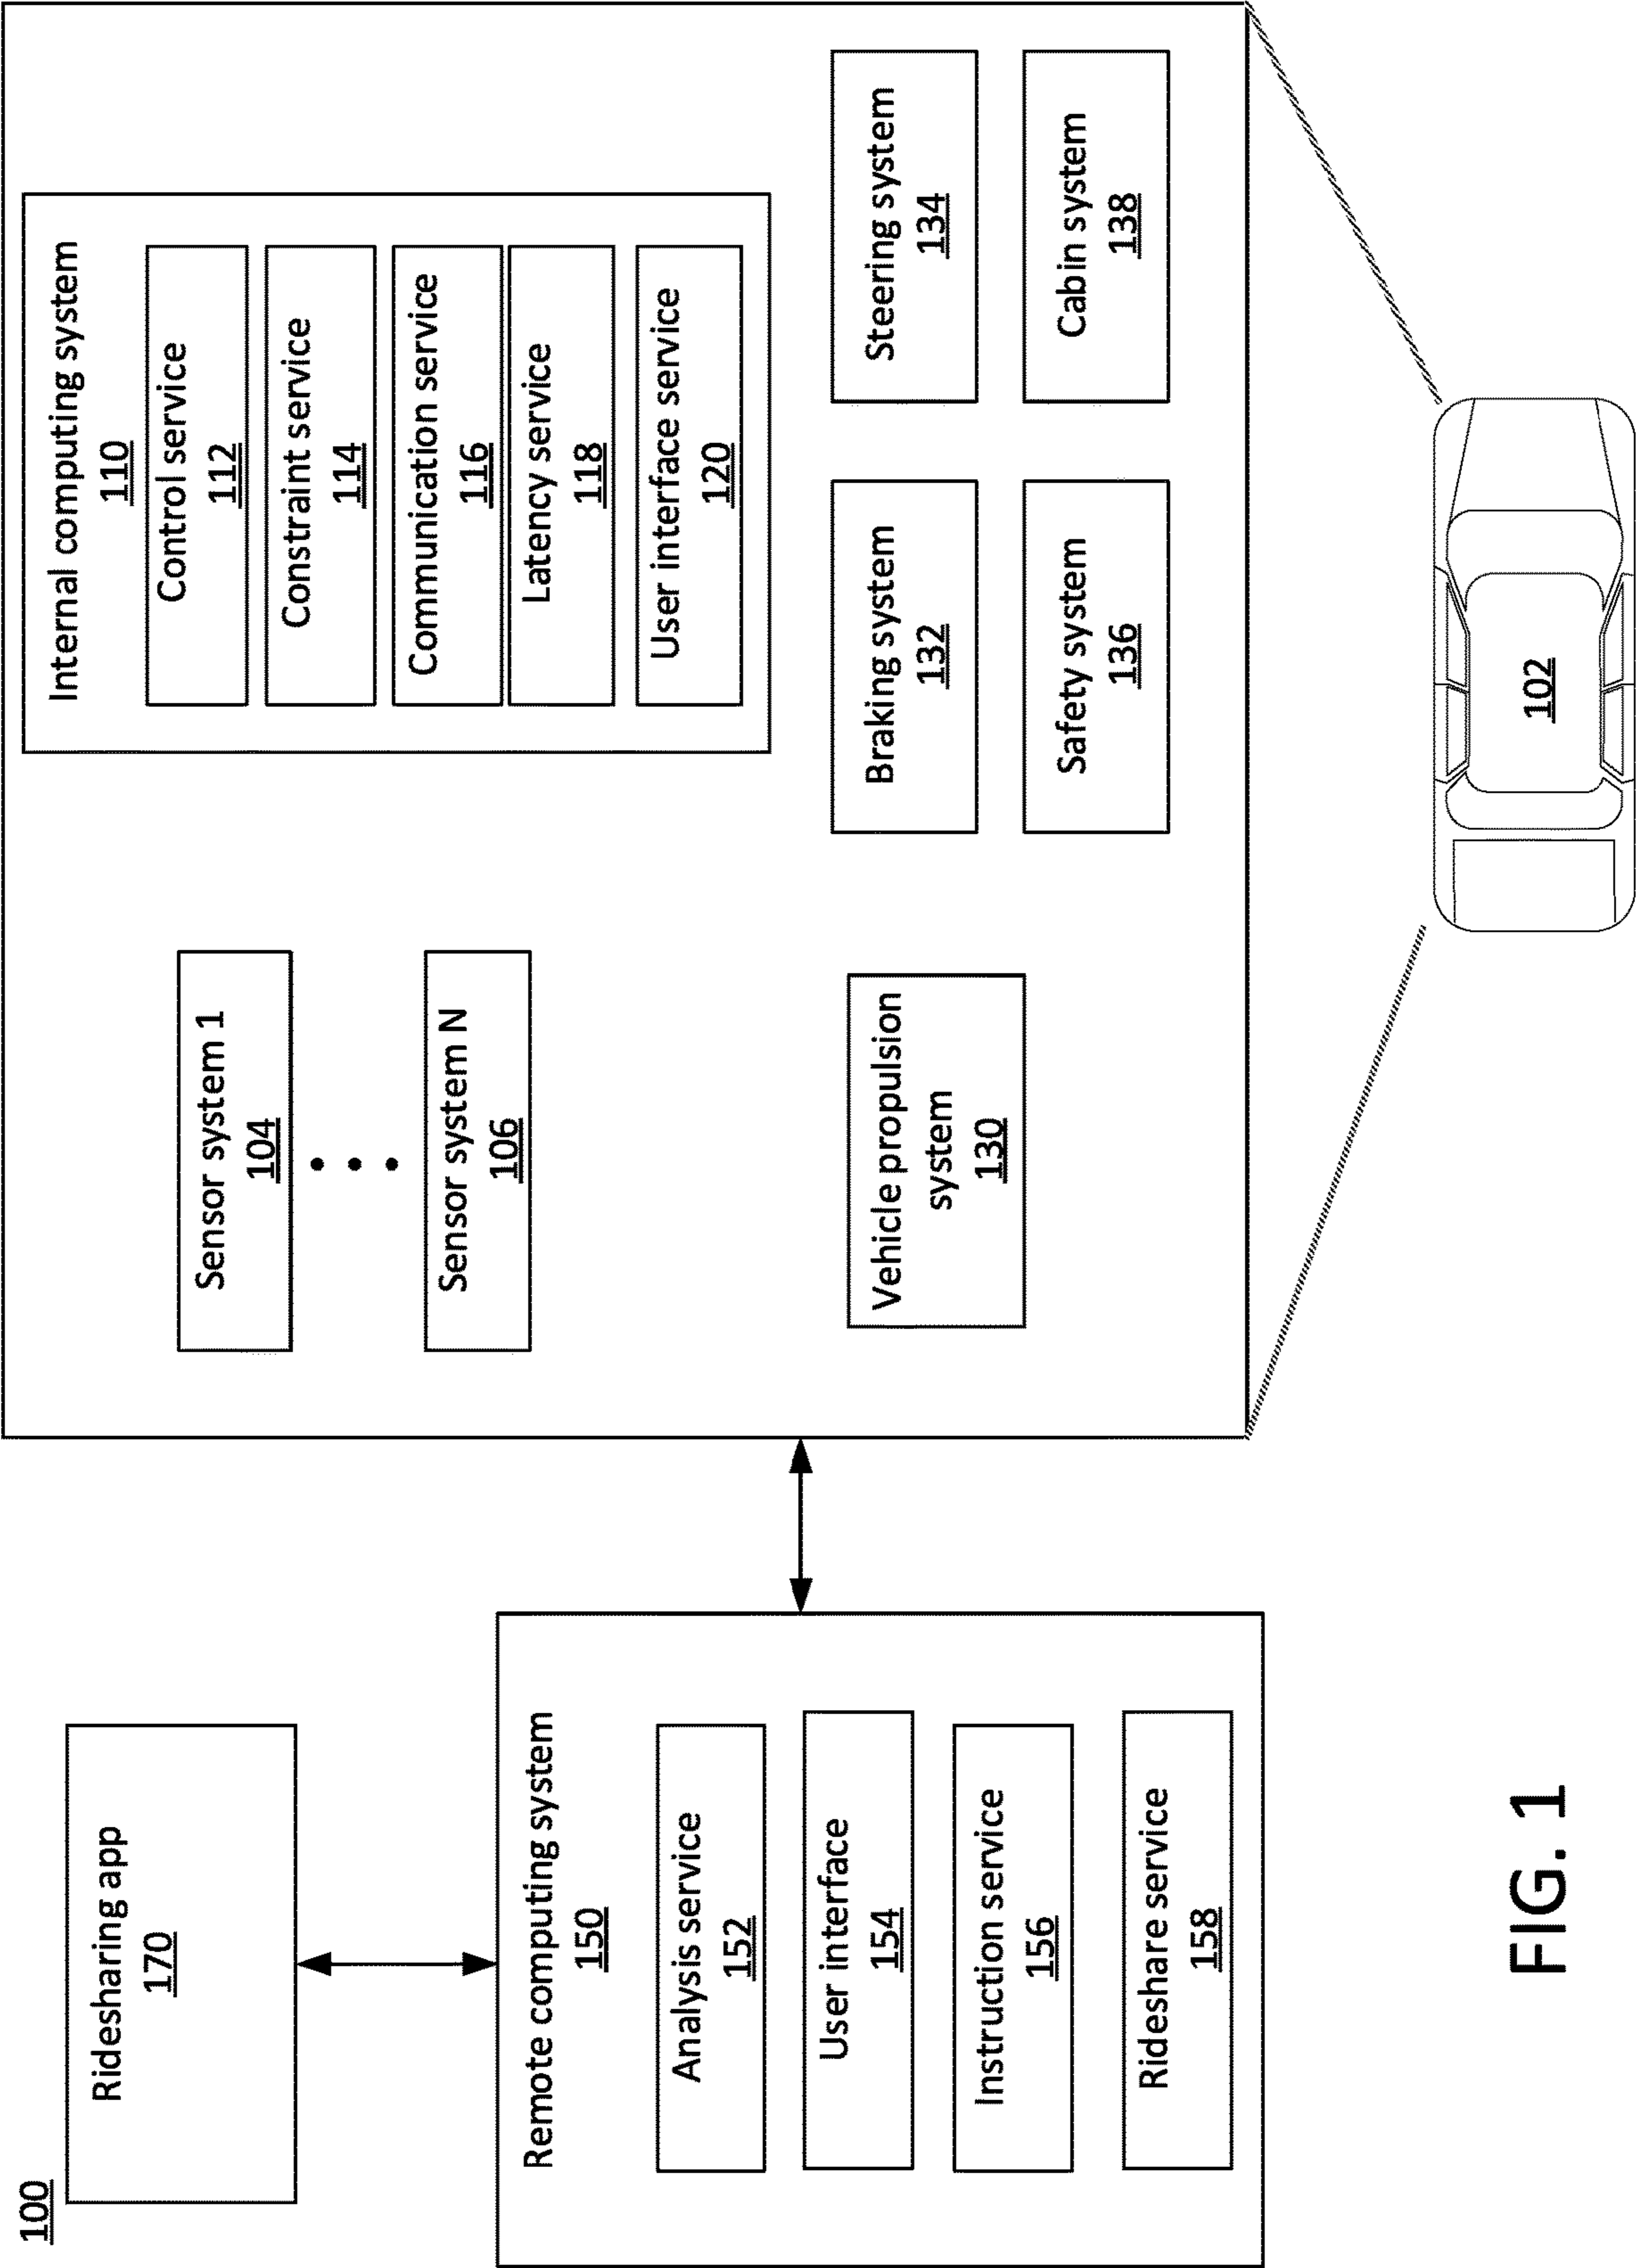 100
Ridesharing app
170
Remote computing system
150
Analysis service
152
User interface
154
Instruction service
156
Rideshare service
158
Sensor system 1
104
Sensor system N
106
Internal computing system
110
Control service
112
Constraint service
114
Communication service
116
Latency service
118
User interface service
120
Vehicle propulsion
system
130
Braking system
132
Steering system
134
Safety system
136
Cabin system
138
102
FIG. 1